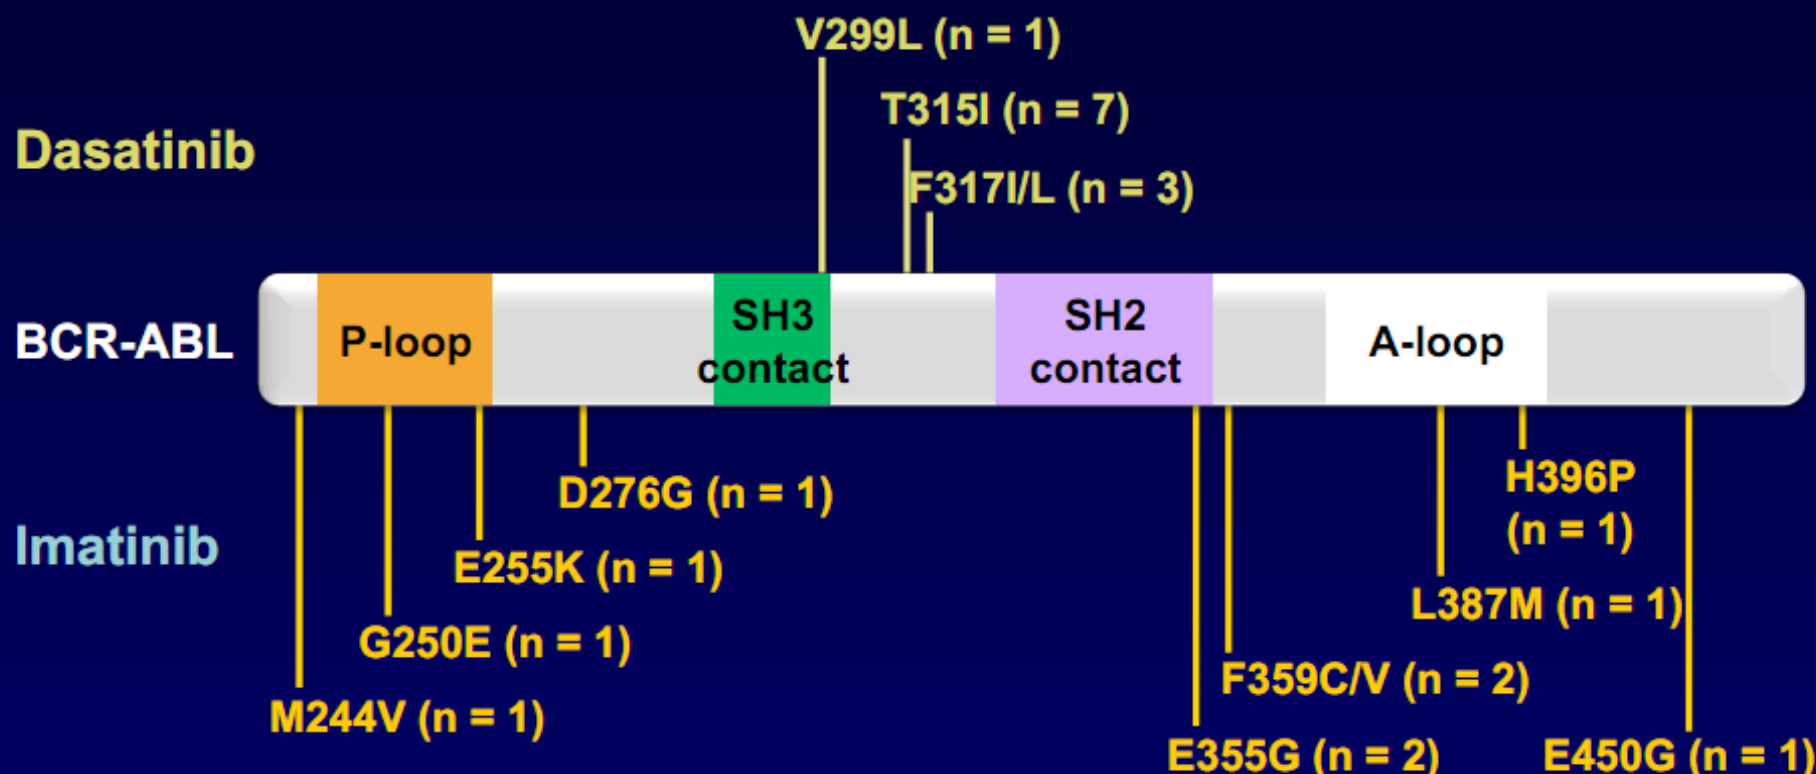 V299L (n = 1)
T315I (n = 7)
Dasatinib
F317I/L (n = 3)
BCR-ABL
P-loop
SH3
contact
SH2
contact
A-loop
Imatinib
D276G (n = 1)
H396P
(n = 1)
E255K (n = 1)
L387M (n = 1)
G250E (n = 1)
F359C/V (n = 2)
M244V (n = 1)
E355G (n = 2)
E450G (n = 1)